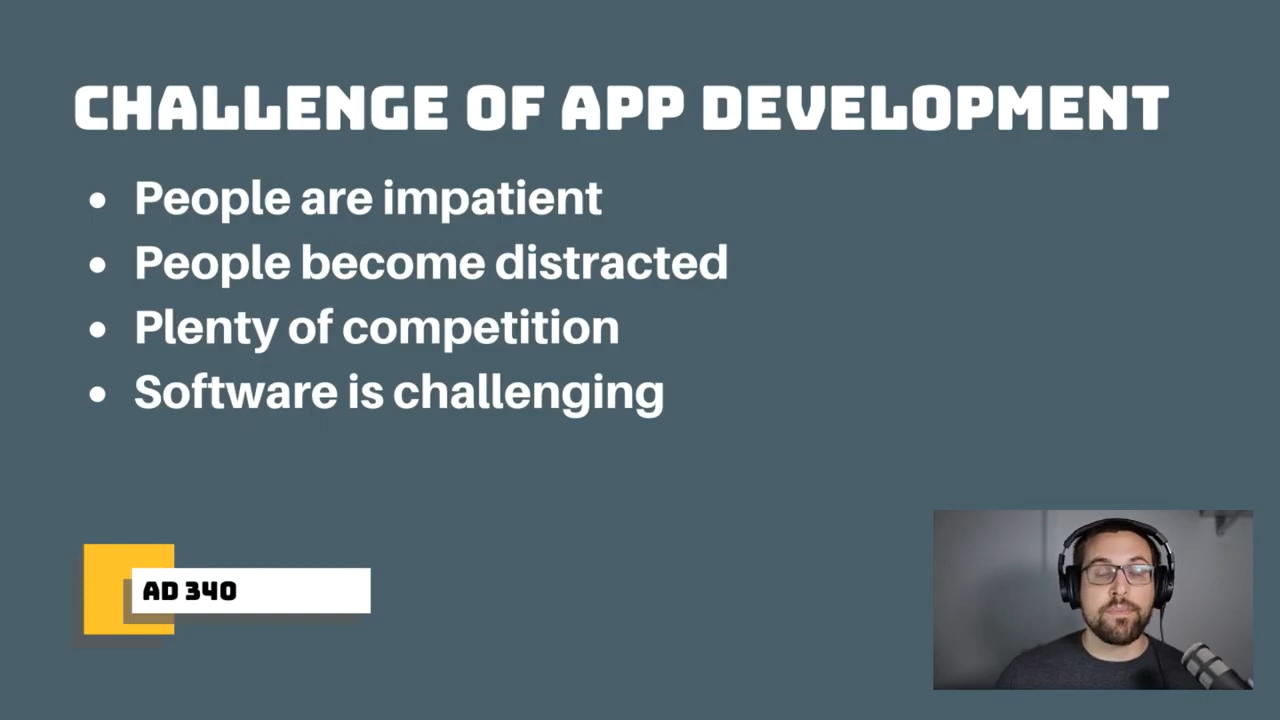 CHALLENGE OF APP DEVELOPMENT
• People are impatient
• People become distracted
• Plenty of competition
• Software is challenging
AD 340